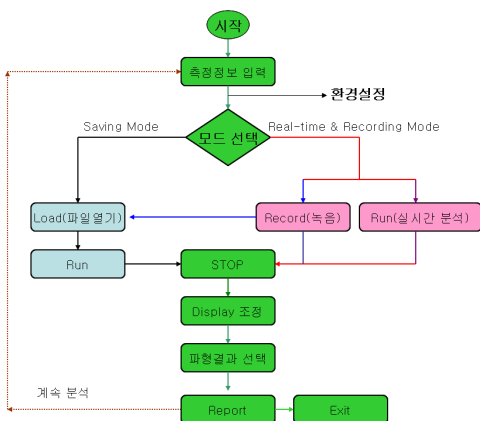 시작
측정정보 입력
환경설정
Saving Mode
모드 선택
Real-time & Recording Mode
Load(파일열기)
Record(녹음)
Run(실시간 분석)
Run
STOP
Display 조정
파형결과 선택
계속 분석
Report
Exit